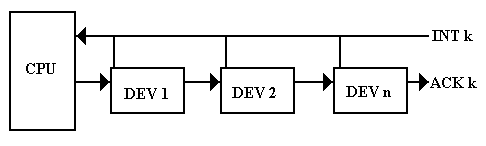 INT k
CPU
DEV 1
DEV 2
DEV n
ACK k